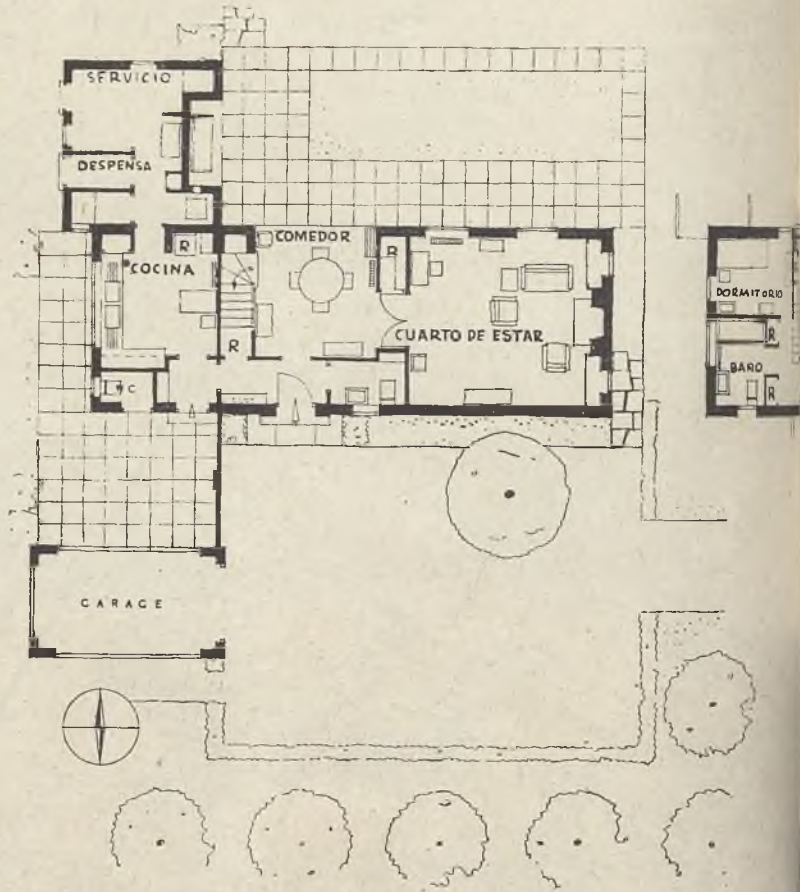 SERVICIO
DESPENSA
COMEDOR
R
R
COCINA
R
CUARTO DE ESTAR
C
GARAGE
DORMITORIO
R
BAÑO
R